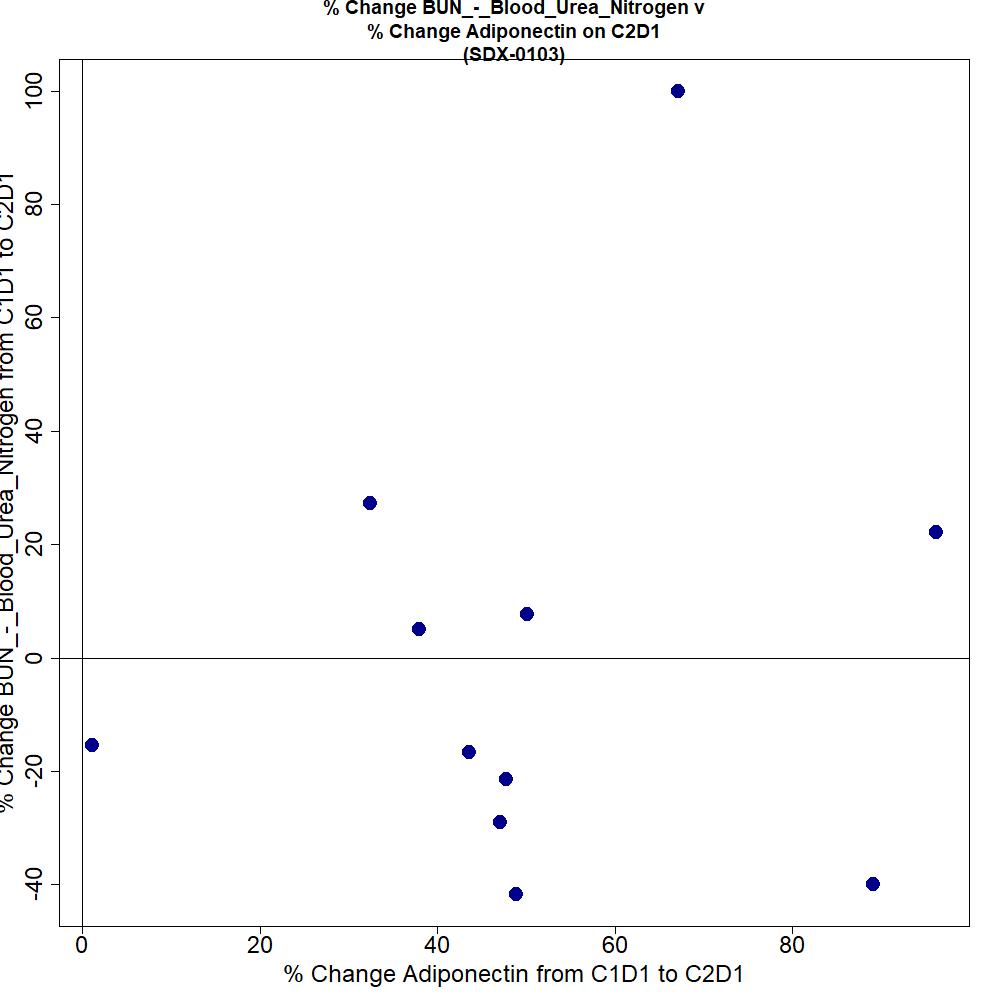 % Change BUN_-_Blood_Urea_Nitrogen v
% Change Adiponectin on C2D1
(SDX-0103)
% Change BUN_-_Blood_Urea_Nitrogen from C1D1 to C2D1
100
80
60
40
20
0
-20
-40
0 20 40 60 80
% Change Adiponectin from C1D1 to C2D1